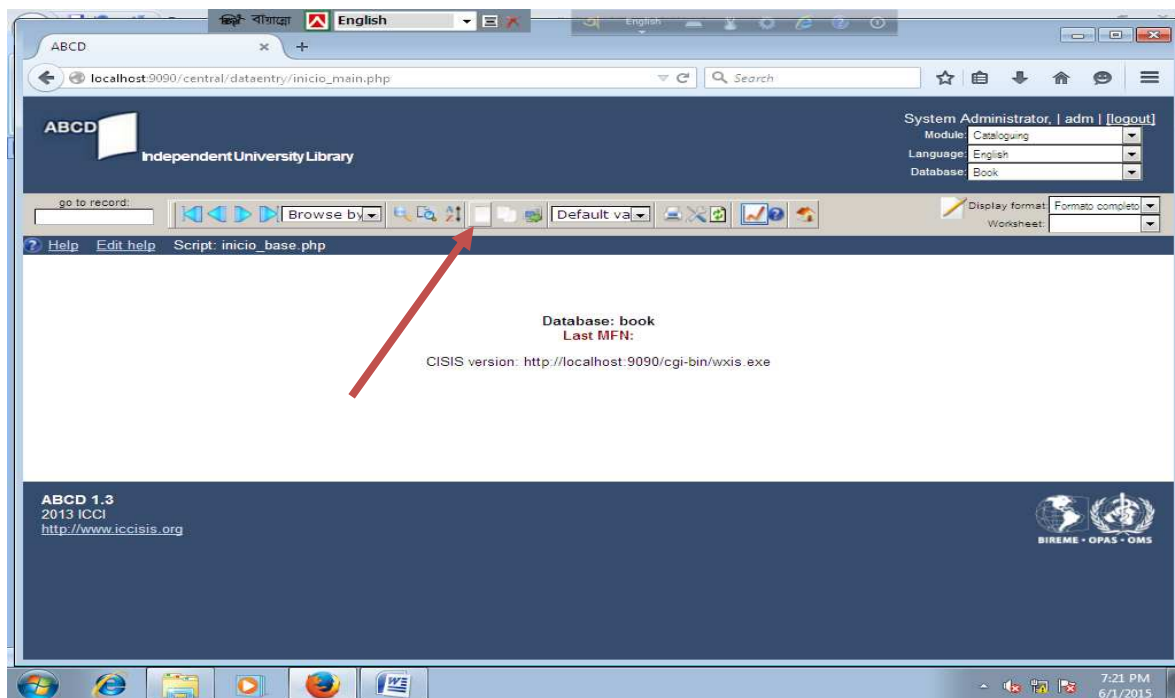 লিপি বাঁয়ান্নো English
English
ABCD × +
localhost:9090/central/dataentry/inicio_main.php Search
ABCD
Independent University Library
System Administrator, | adm | [logout]
Module: Cataloguing
Language: English
Database: Book
go to record:
Browse by
Default va
Display format: Formato completo
Worksheet:
? Help Edit help Script: inicio_base.php
Database: book
Last MFN:
CISIS version: http://localhost:9090/cgi-bin/wxis.exe
ABCD 1.3
2013 ICCI
http://www.iccisis.org
BIREME • OPAS • OMS
7:21 PM
6/1/2015